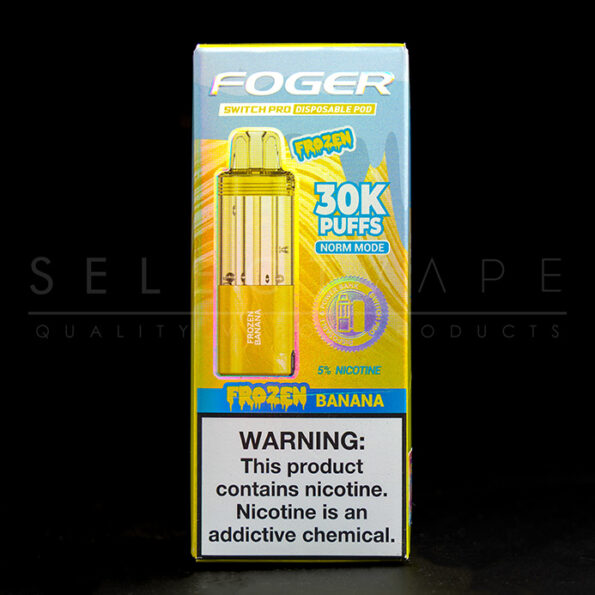 FOGER
SWITCH PRO DISPOSABLE POD
FROZEN
30K
PUFFS
NORM MODE
FROZEN
BANANA
5% NICOTINE
FROZEN BANANA
WARNING:
This product
contains nicotine.
Nicotine is an
addictive chemical.